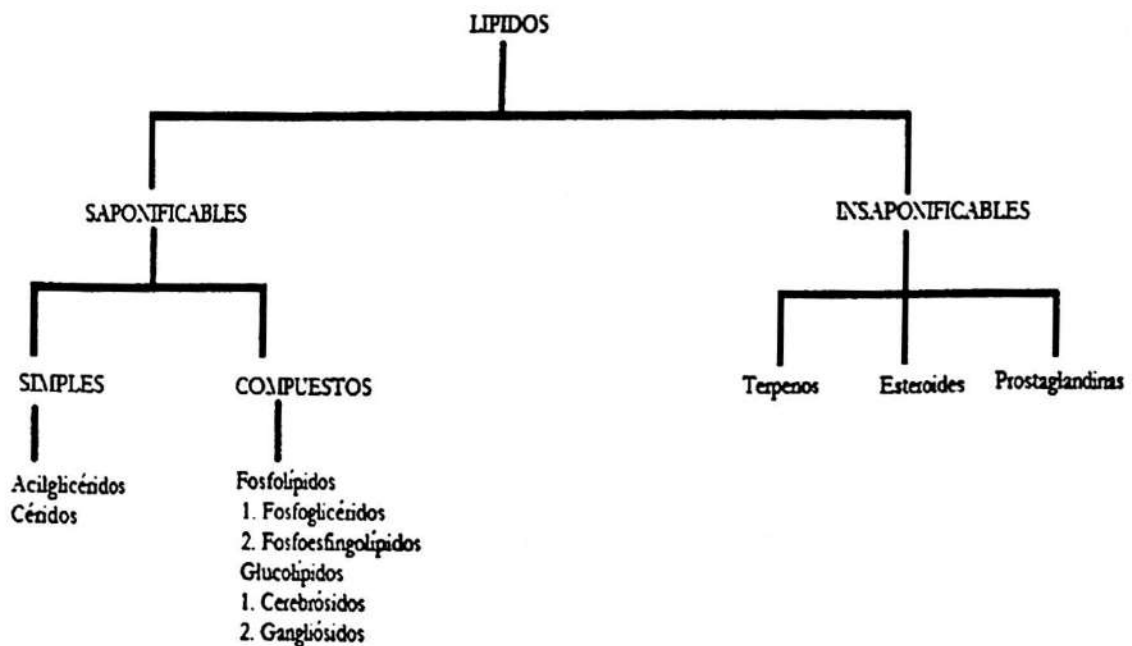 LIPIDOS
SAPONIFICABLES
INSAPONIFICABLES
SIMPLES
COMPUESTOS
Terpenos
Esteroides
Prostaglandinas
Acilglicéridos
Céridos
Fosfolípidos
1. Fosfoglicéridos
2. Fosfoesfingolípidos
Glucolípidos
1. Cerebrósidos
2. Gangliósidos